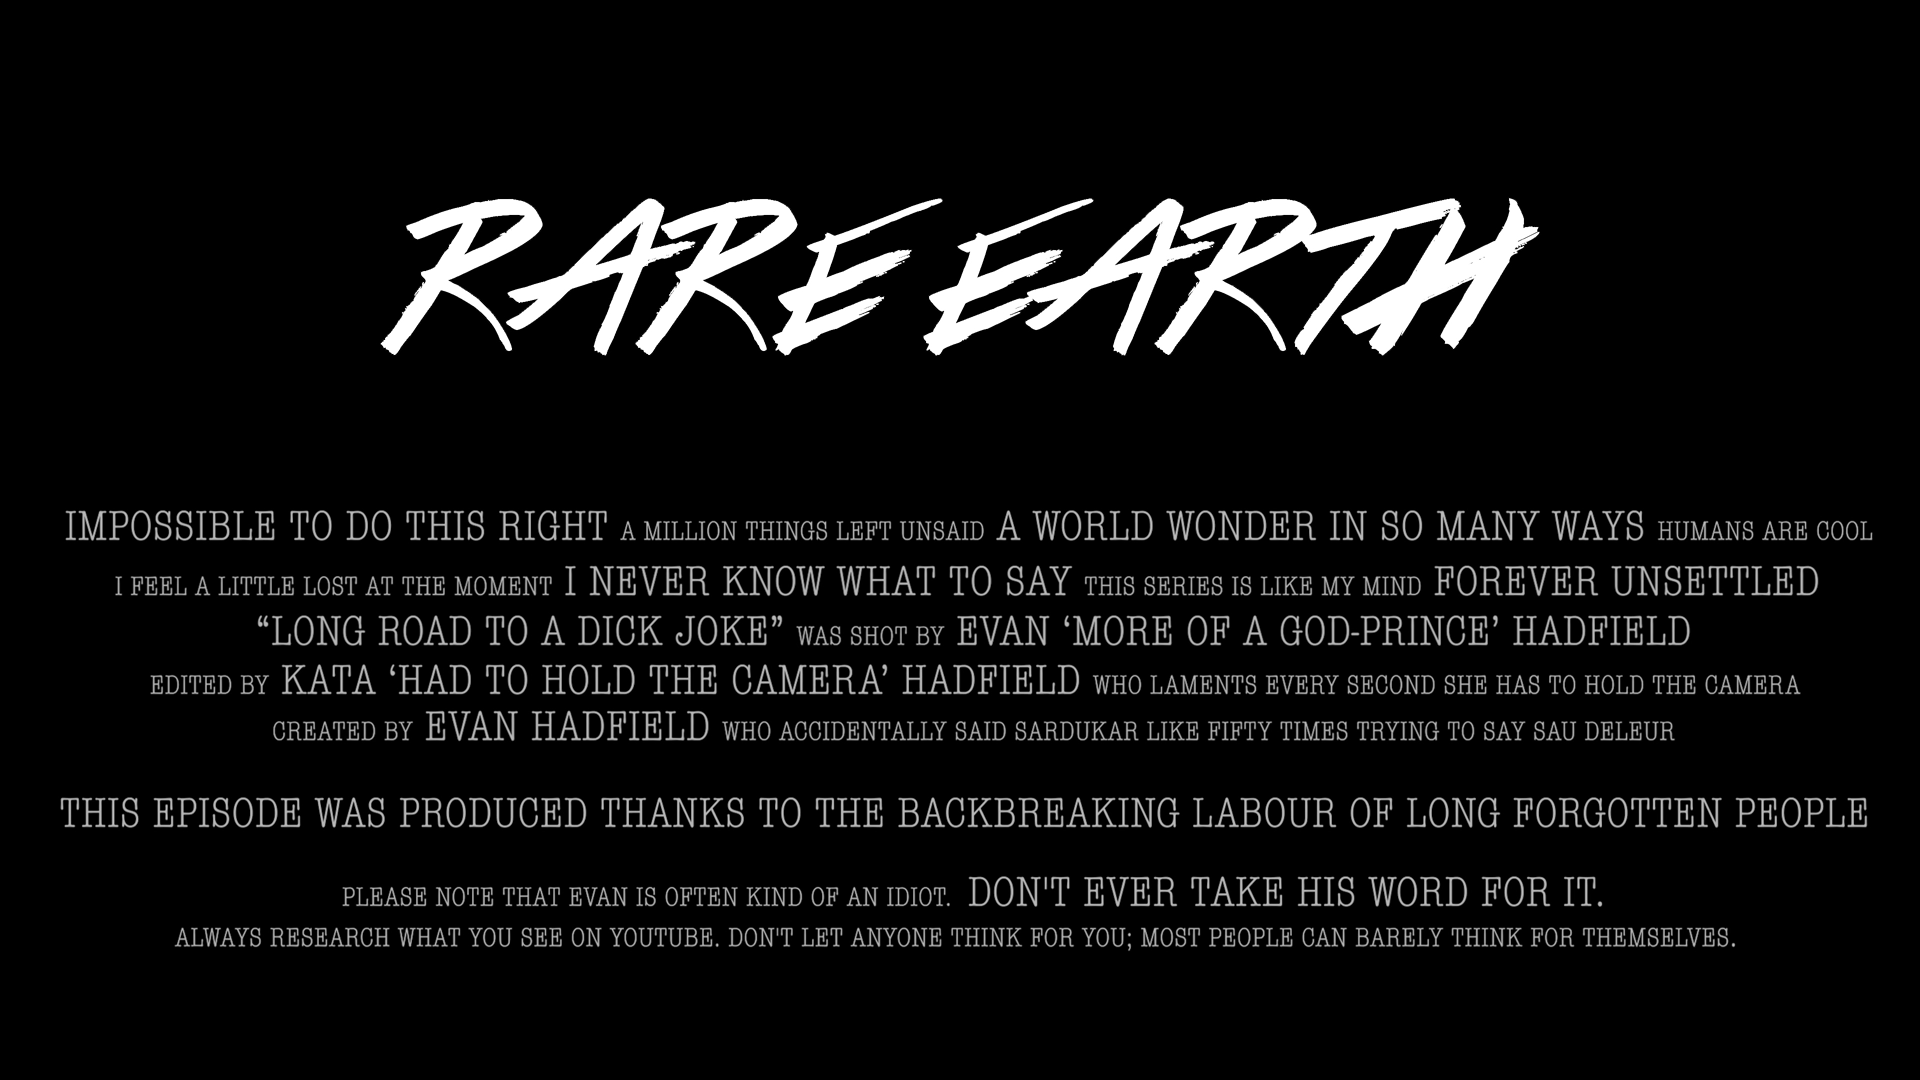 RARE EARTH
IMPOSSIBLE TO DO THIS RIGHT A MILLION THINGS LEFT UNSAID A WORLD WONDER IN SO MANY WAYS HUMANS ARE COOL
I FEEL A LITTLE LOST AT THE MOMENT I NEVER KNOW WHAT TO SAY THIS SERIES IS LIKE MY MIND FOREVER UNSETTLED
“LONG ROAD TO A DICK JOKE” WAS SHOT BY EVAN ‘MORE OF A GOD-PRINCE’ HADFIELD
EDITED BY KATA ‘HAD TO HOLD THE CAMERA’ HADFIELD WHO LAMENTS EVERY SECOND SHE HAS TO HOLD THE CAMERA
CREATED BY EVAN HADFIELD WHO ACCIDENTALLY SAID SARDUKAR LIKE FIFTY TIMES TRYING TO SAY SAU DELEUR
THIS EPISODE WAS PRODUCED THANKS TO THE BACKBREAKING LABOUR OF LONG FORGOTTEN PEOPLE
PLEASE NOTE THAT EVAN IS OFTEN KIND OF AN IDIOT. DON'T EVER TAKE HIS WORD FOR IT.
ALWAYS RESEARCH WHAT YOU SEE ON YOUTUBE. DON'T LET ANYONE THINK FOR YOU; MOST PEOPLE CAN BARELY THINK FOR THEMSELVES.